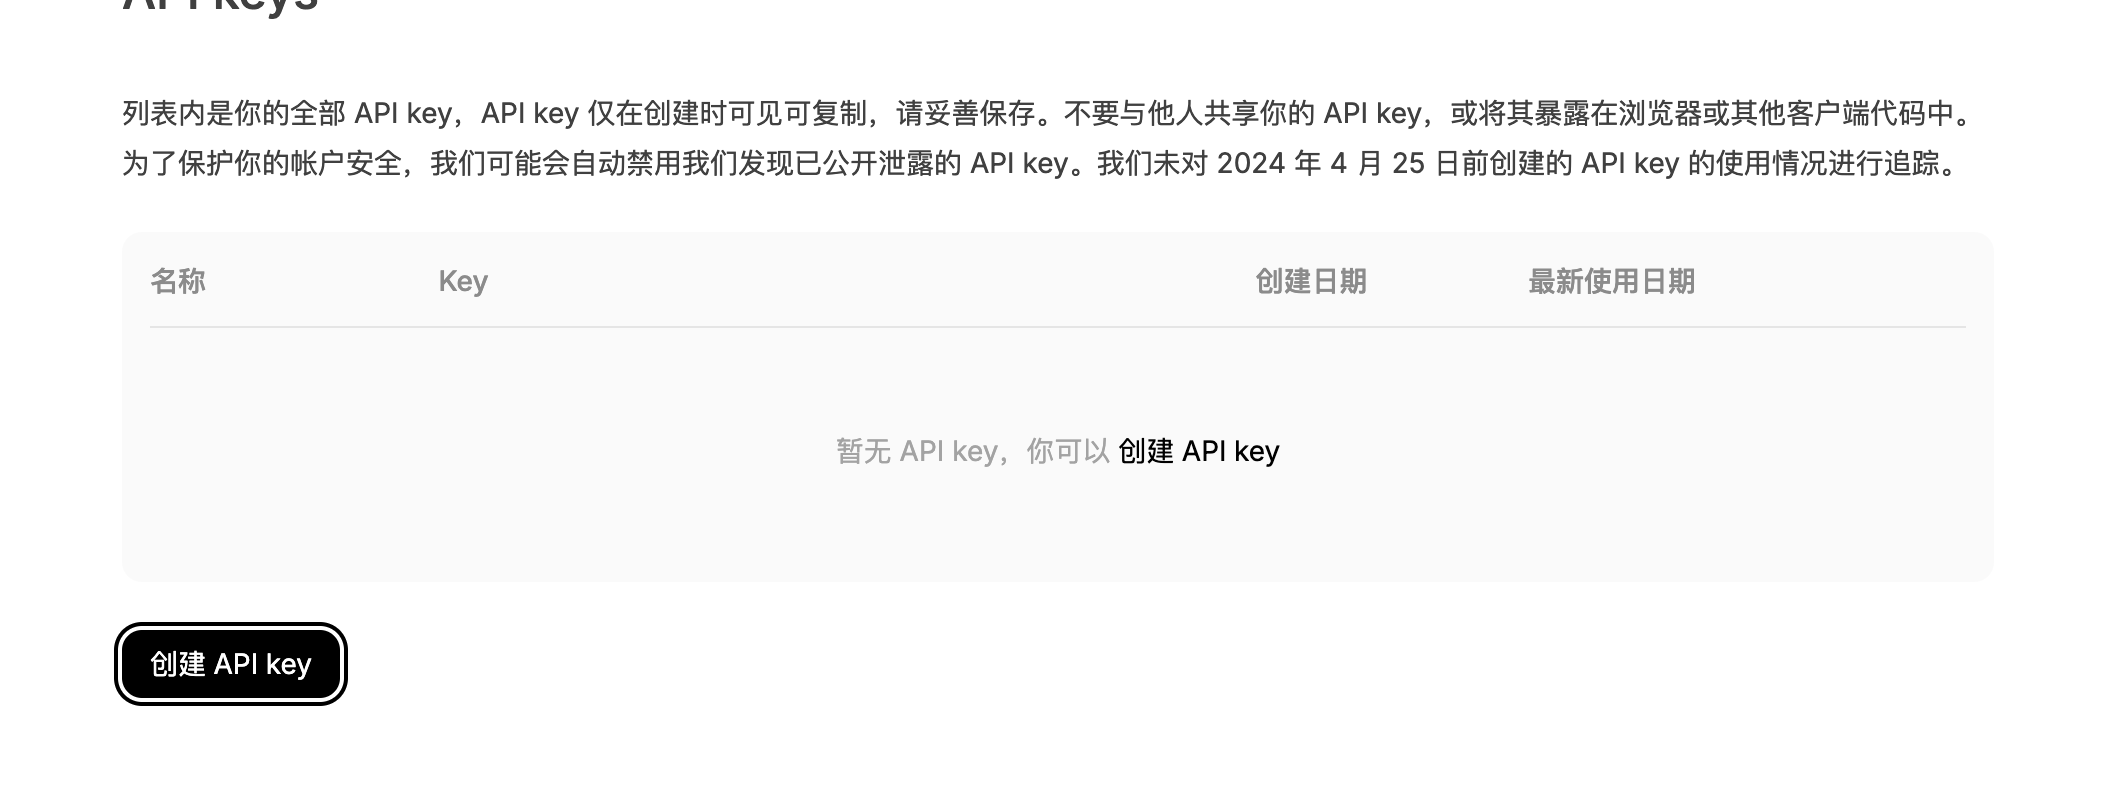 API keys
列表内是你的全部 API key，API key 仅在创建时可见可复制，请妥善保存。不要与他人共享你的 API key，或将其暴露在浏览器或其他客户端代码中。
为了保护你的帐户安全，我们可能会自动禁用我们发现已公开泄露的 API key。我们未对 2024 年 4 月 25 日前创建的 API key 的使用情况进行追踪。
名称 Key 创建日期 最新使用日期
暂无 API key，你可以 创建 API key
创建 API key